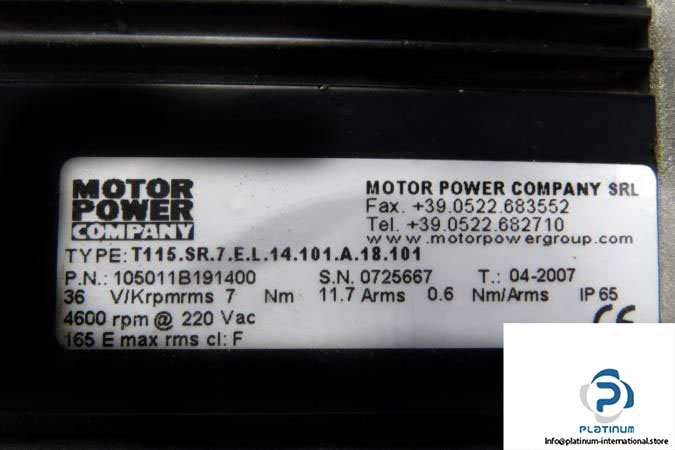 MOTOR
POWER
COMPANY
MOTOR POWER COMPANY SRL
Fax. +39.0522.683552
Tel. +39.0522.682710
www.motorpowergroup.com
TYPE: T115.SR.7.E.L.14.101.A.18.101
P.N.: 105011B191400 S.N. 0725667 T.: 04-2007
36 V/Krpmrms 7 Nm 11.7 Arms 0.6 Nm/Arms IP 65
4600 rpm @ 220 Vac
165 E max rms cl: F
CE
PLATINUM
Info@platinum-international.store